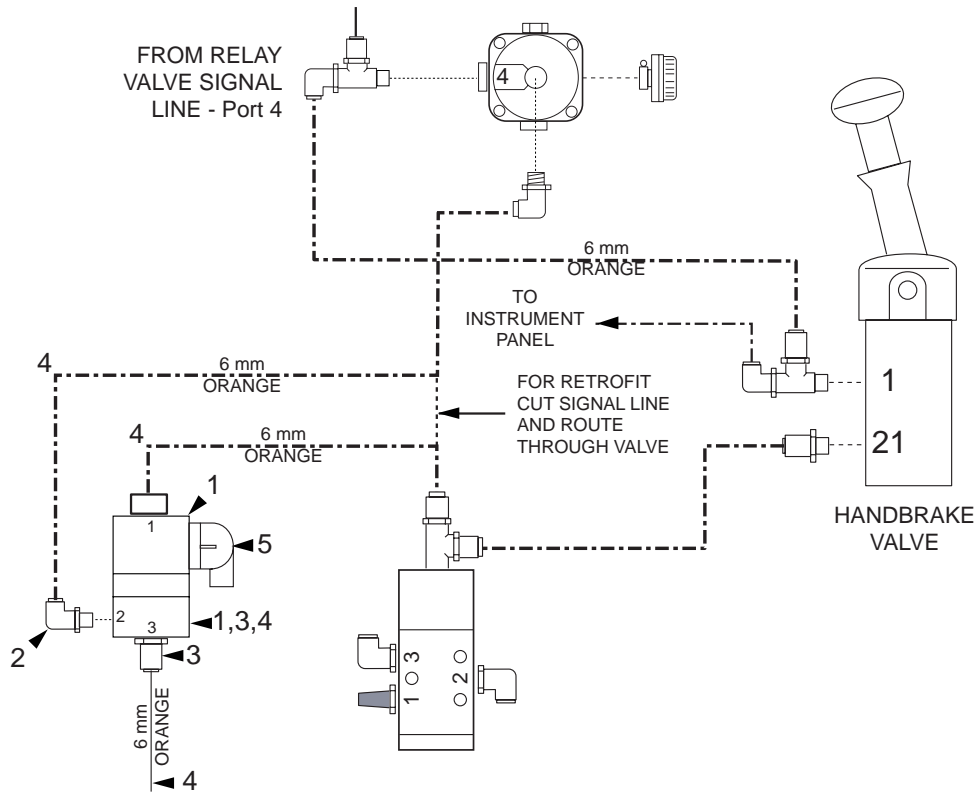 FROM RELAY
VALVE SIGNAL
LINE - Port 4
4
6 mm
ORANGE
TO
INSTRUMENT
PANEL
1
21
HANDBRAKE
VALVE
4
6 mm
ORANGE
FOR RETROFIT
CUT SIGNAL LINE
AND ROUTE
THROUGH VALVE
4
6 mm
ORANGE
1
1
5
2
3
1,3,4
2
3
6 mm
ORANGE
4
3
1
2